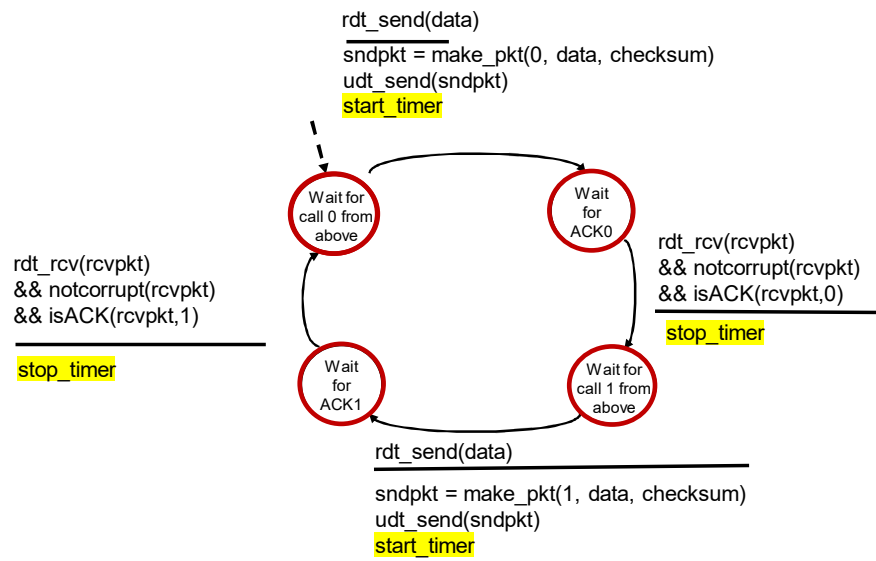 rdt_send(data)
sndpkt = make_pkt(0, data, checksum)
udt_send(sndpkt)
start_timer
Wait for
call 0 from
above
Wait
for
ACK0
rdt_rcv(rcvpkt)
&& notcorrupt(rcvpkt)
&& isACK(rcvpkt,0)
stop_timer
rdt_rcv(rcvpkt)
&& notcorrupt(rcvpkt)
&& isACK(rcvpkt,1)
stop_timer
Wait
for
ACK1
Wait for
call 1 from
above
rdt_send(data)
sndpkt = make_pkt(1, data, checksum)
udt_send(sndpkt)
start_timer